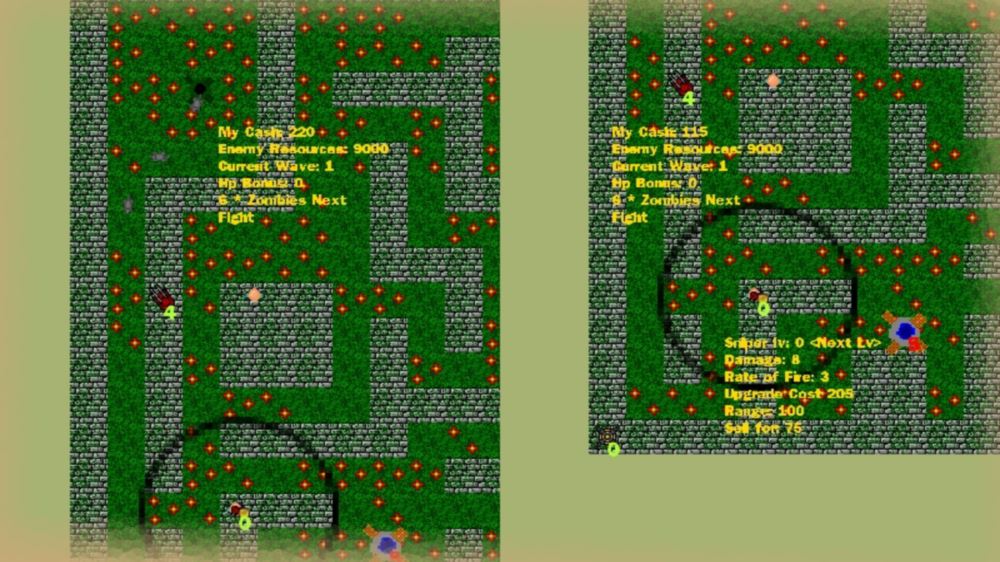 My Cash: 220
Enemy Resources: 9000
Current Wave: 1
Hp Bonus: 0
6 * Zombies Next
Fight
4
0
4
My Cash: 115
Enemy Resources: 9000
Current Wave: 1
Hp Bonus: 0
6 * Zombies Next
Fight
0
Sniper lv: 0 <Next Lv>
Damage: 8
Rate of Fire: 3
Upgrade Cost 205
Range: 100
Sell for: 75
0